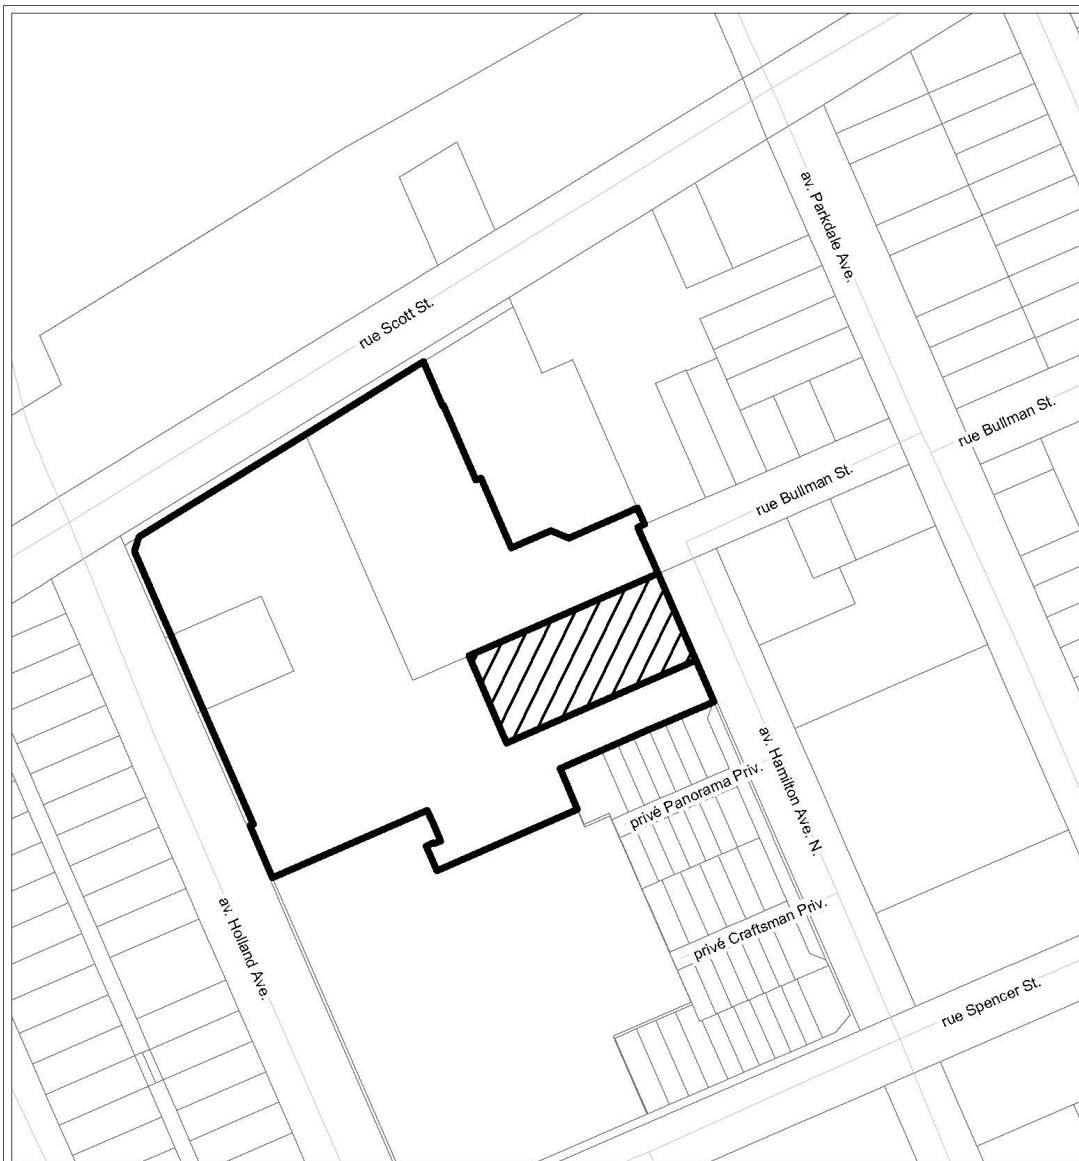 av. Parkdale Ave.
rue Scott St.
rue Bullman St.
rue Bullman St.
av. Hamilton Ave. N.
privé Panorama Priv.
av. Holland Ave.
privé Craftsman Priv.
rue Spencer St.